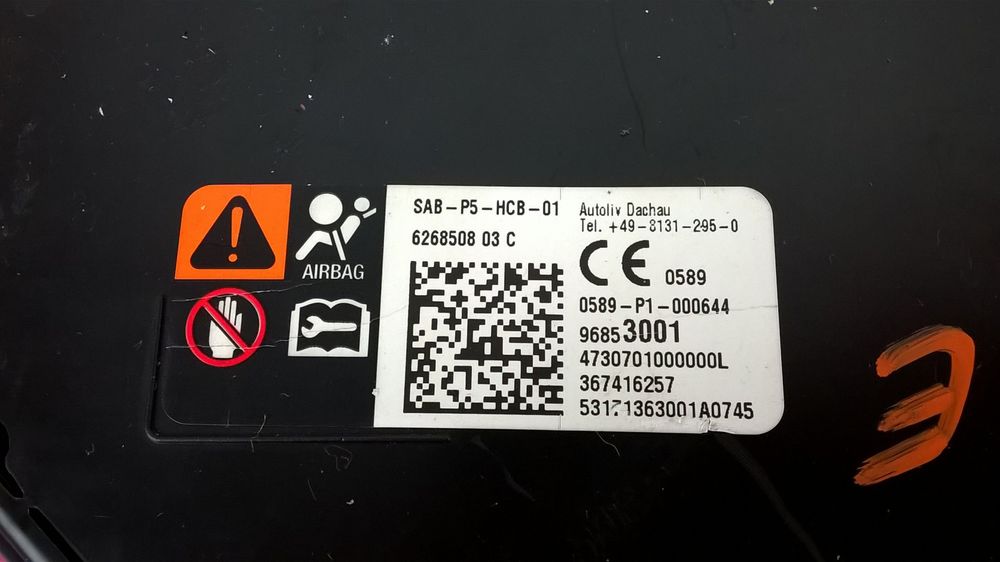 AIRBAG
SAB-P5-HCB-01
6268508 03 C
Autoliv Dachau
Tel. +49-8131-295-0
CE 0589
0589-P1-000644
96853001
4730701000000L
367416257
53171363001A0745
E